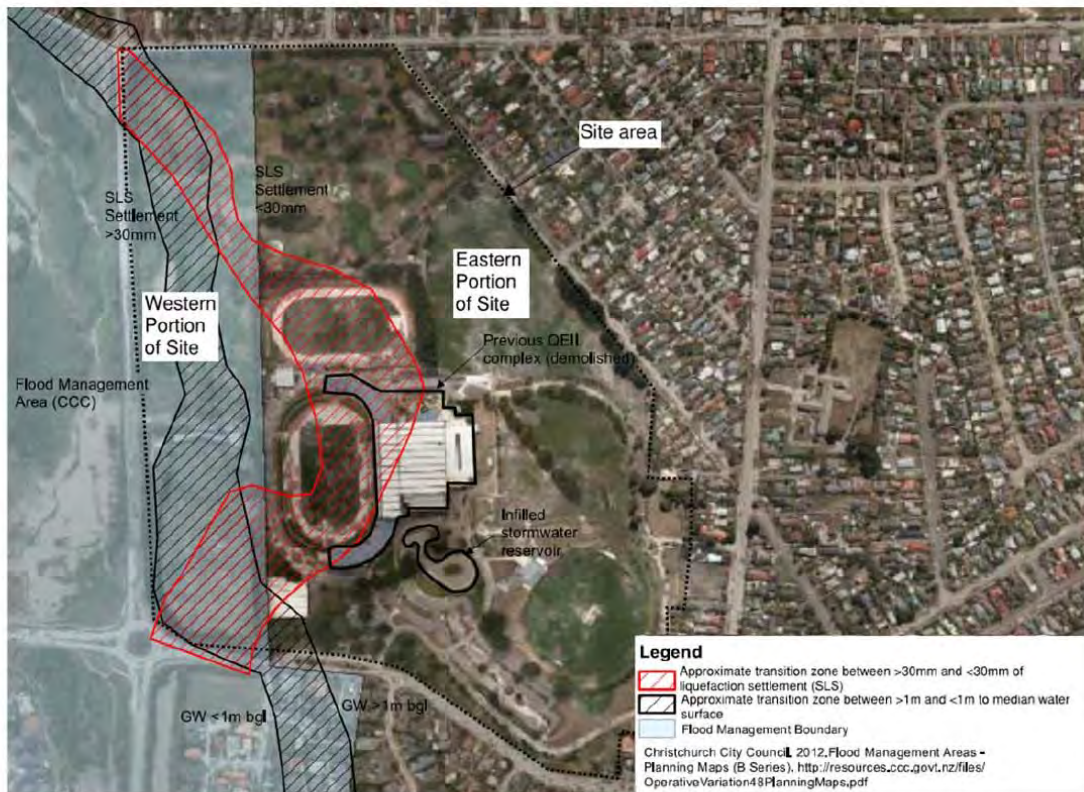 Site area
SLS
Settlement
<30mm
SLS
Settlement
>30mm
Eastern
Portion
of Site
Western
Portion
of Site
Previous QEII
complex (demolished)
Flood Management
Area (CCC)
Infilled
stormwater
reservoir
GW <1m bgl
GW >1m bgl
Legend
Approximate transition zone between >30mm and <30mm of
liquefaction settlement (SLS)
Approximate transition zone between >1m and <1m to median water
surface
Flood Management Boundary
Christchurch City Council, 2012.Flood Management Areas -
Planning Maps (B Series). http://resources.ccc.govt.nz/files/
OperativeVariation48PlanningMaps.pdf